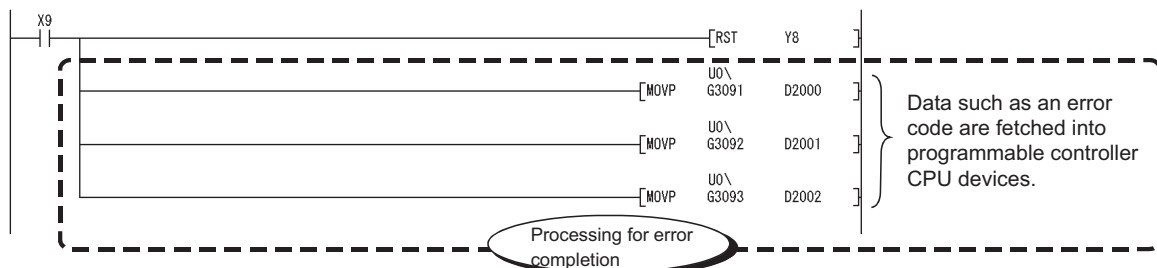 X9
RST Y8
U0\
MOVP G3091 D2000
U0\
MOVP G3092 D2001
U0\
MOVP G3093 D2002
Data such as an error
code are fetched into
programmable controller
CPU devices.
Processing for error
completion